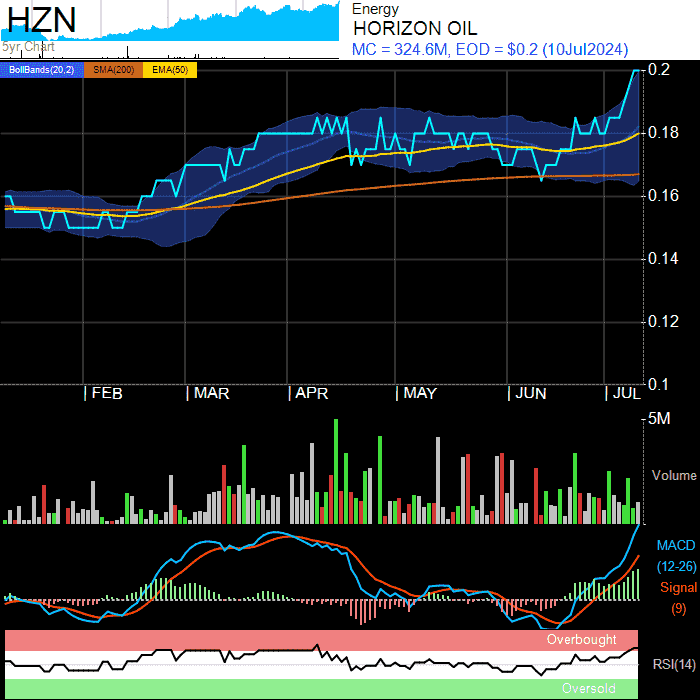 HZN
5yr. Chart
Energy
HORIZON OIL
MC = 324.6M, EOD = $0.2 (10Jul2024)
BollBands(20,2) SMA(200) EMA(50)
0.2
0.18
0.16
0.14
0.12
0.1
FEB MAR APR MAY JUN JUL
5M
Volume
MACD
(12-26)
Signal
(9)
Overbought
RSI(14)
Oversold